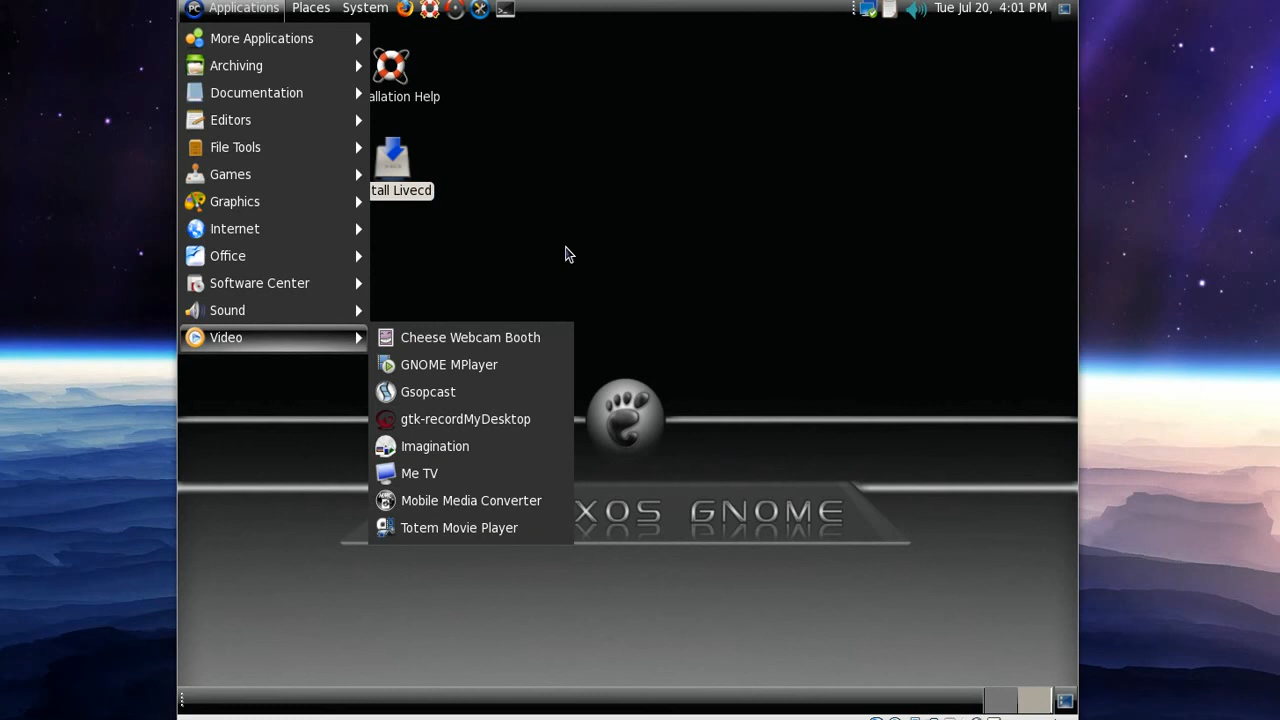 Applications Places System Tue Jul 20, 4:01 PM
More Applications
Archiving
Documentation
Editors
File Tools
Games
Graphics
Internet
Office
Software Center
Sound
Video
allation Help
tall Livecd
Cheese Webcam Booth
GNOME MPlayer
Gsopcast
gtk-recordMyDesktop
Imagination
Me TV
Mobile Media Converter
Totem Movie Player
XOS GNOME